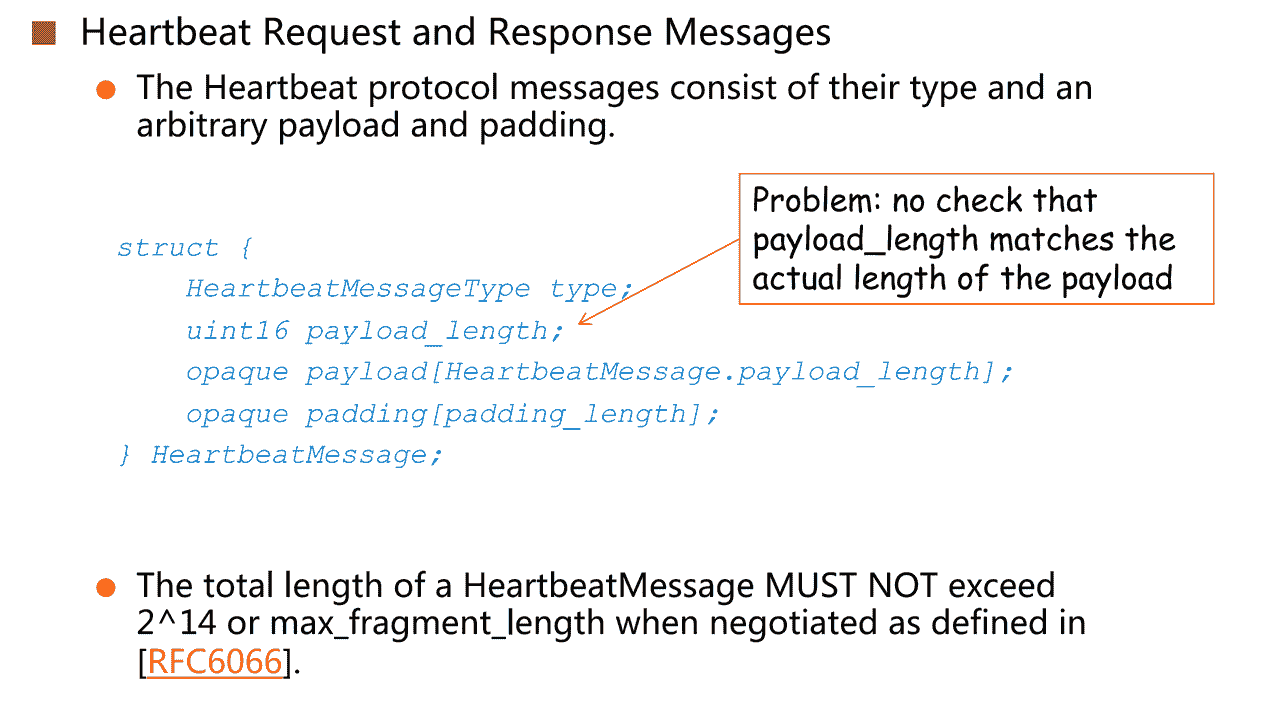 Heartbeat Request and Response Messages
The Heartbeat protocol messages consist of their type and an
arbitrary payload and padding.
Problem: no check that
payload_length matches the
actual length of the payload
struct {
HeartbeatMessageType type;
uint16 payload_length;
opaque payload[HeartbeatMessage.payload_length];
opaque padding[padding_length];
} HeartbeatMessage;
The total length of a HeartbeatMessage MUST NOT exceed
2^14 or max_fragment_length when negotiated as defined in
[RFC6066].